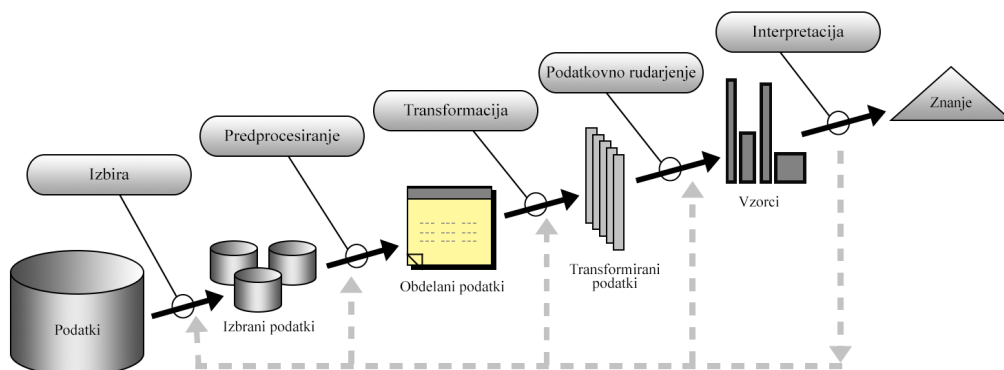 Interpretacija
Podatkovno rudarjenje
Transformacija
Predprocesiranje
Izbira
Znanje
Vzorci
Transformirani
podatki
Obdelani podatki
Izbrani podatki
Podatki